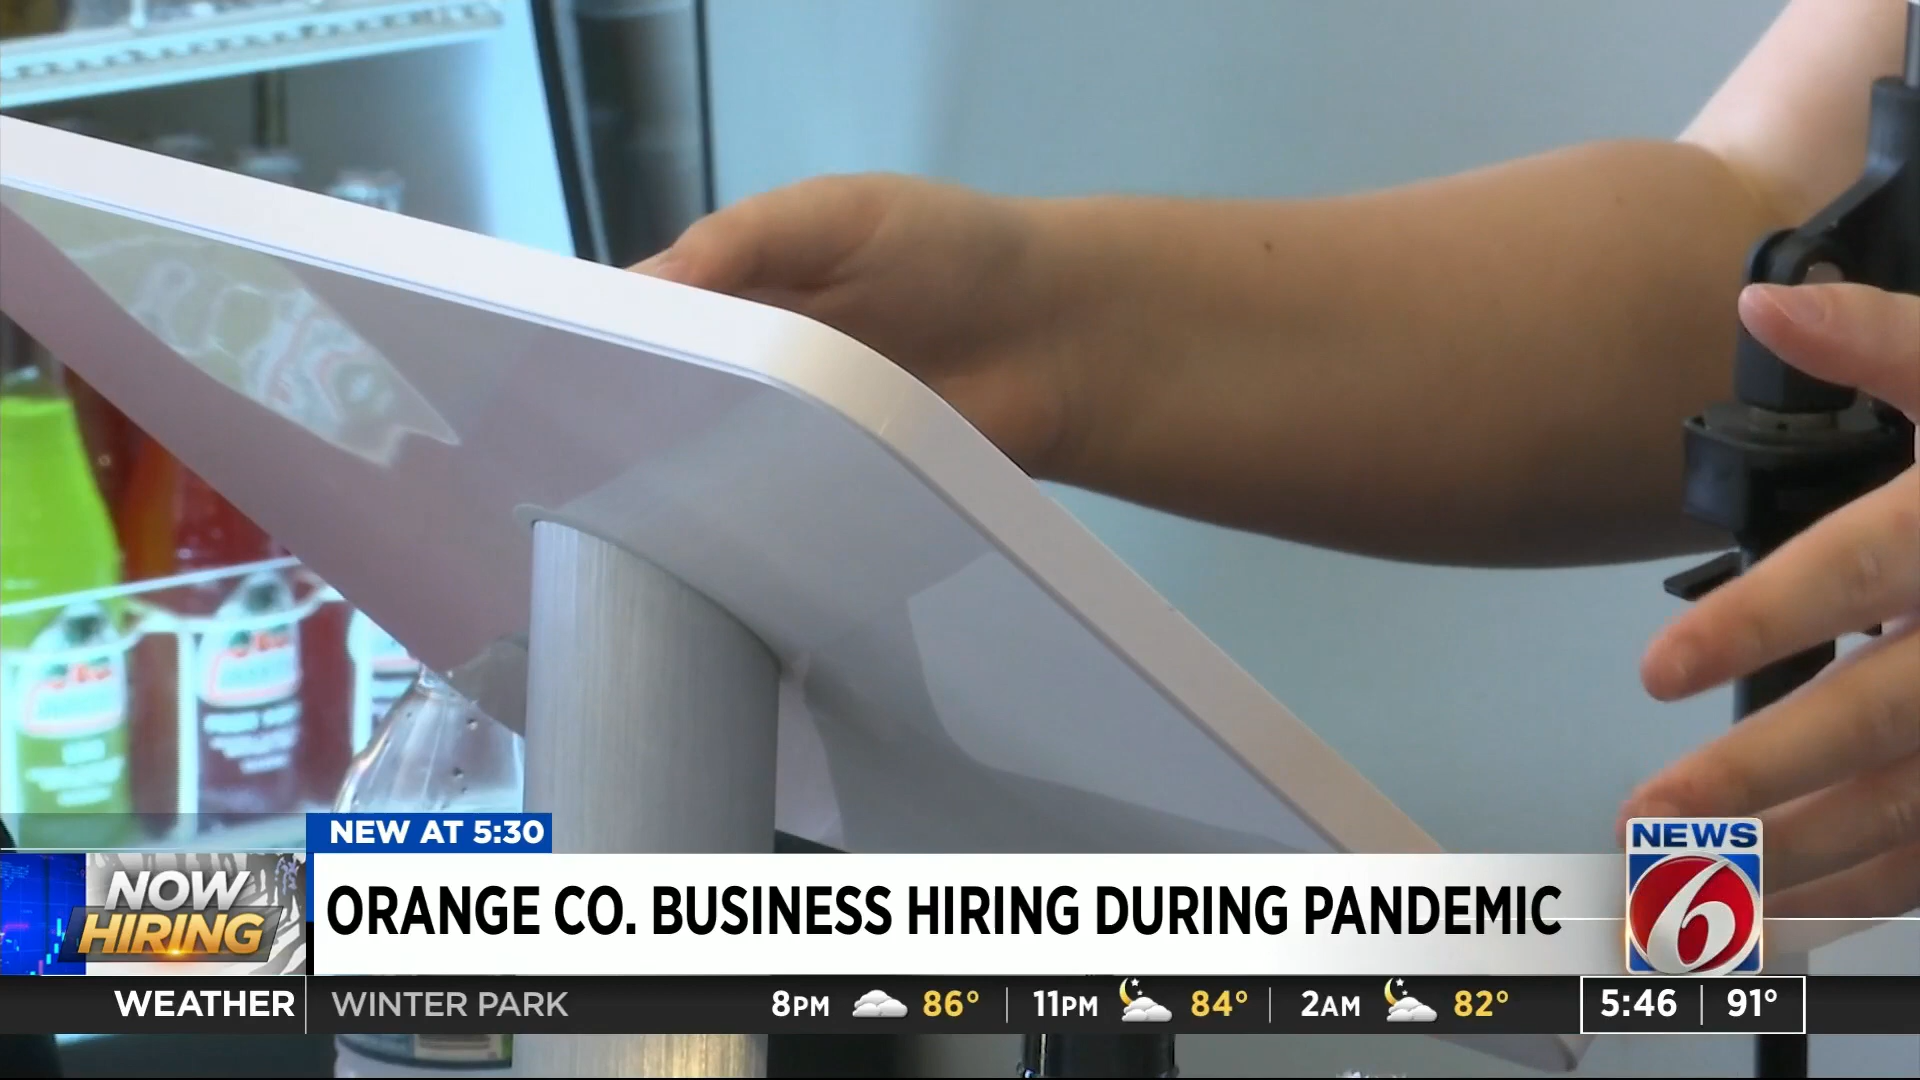 NEW AT 5:30
NOW
HIRING
ORANGE CO. BUSINESS HIRING DURING PANDEMIC
NEWS
6
WEATHER WINTER PARK 8PM 86° 11PM 84° 2AM 82° 5:46 91°